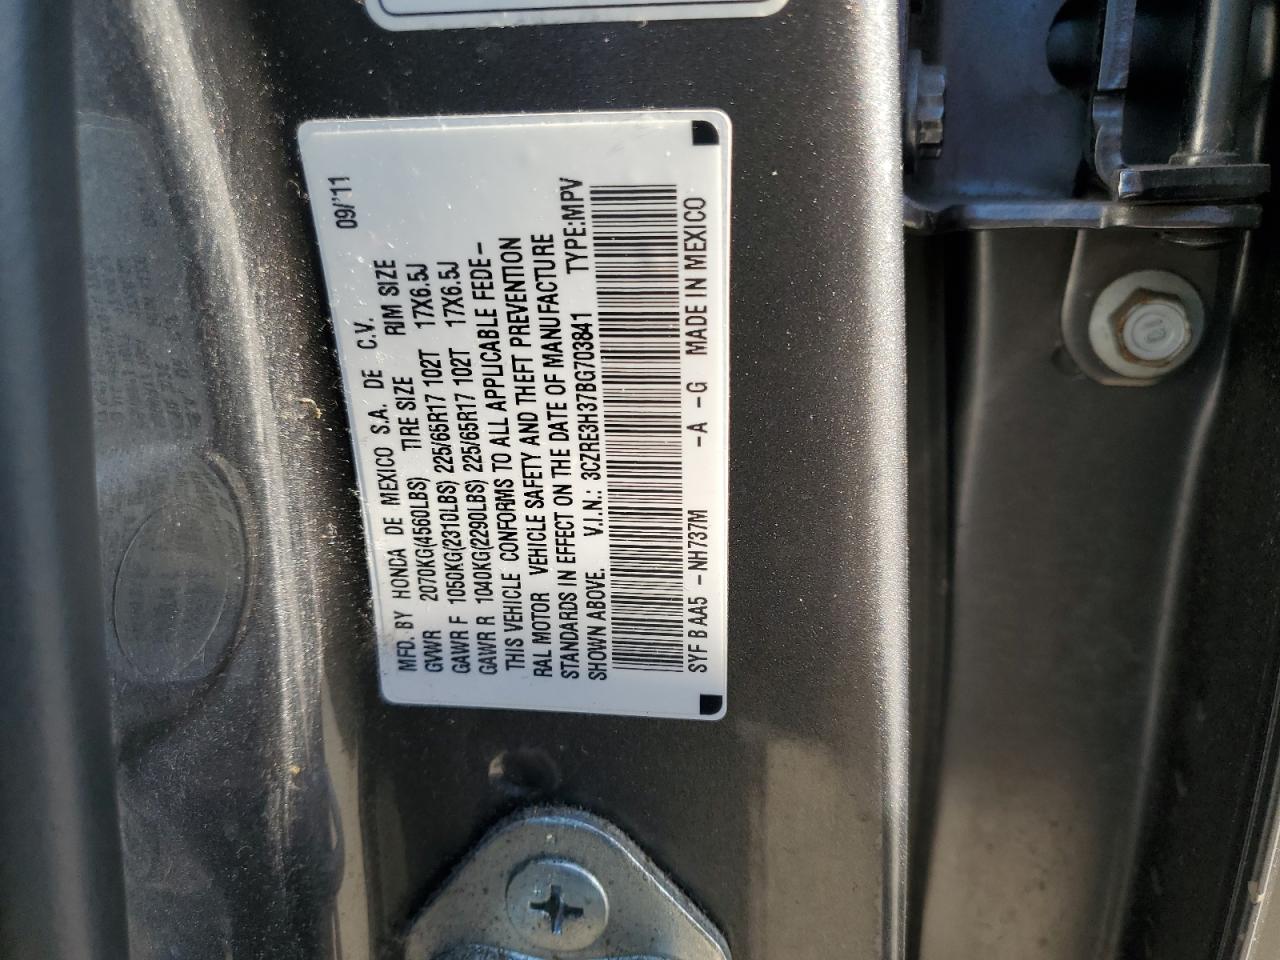 09/'11
MFD. BY HONDA DE MEXICO S.A. DE C.V.
GVWR 2070KG(4560LBS) TIRE SIZE RIM SIZE
GAWR F 1050KG(2310LBS) 225/65R17 102T 17X6.5J
GAWR R 1040KG(2290LBS) 225/65R17 102T 17X6.5J
THIS VEHICLE CONFORMS TO ALL APPLICABLE FEDE-
RAL MOTOR VEHICLE SAFETY AND THEFT PREVENTION
STANDARDS IN EFFECT ON THE DATE OF MANUFACTURE
SHOWN ABOVE. V.I.N.: 3CZRE3H37BG703841 TYPE:MPV
SYF B AA5 -NH737M -A -G MADE IN MEXICO